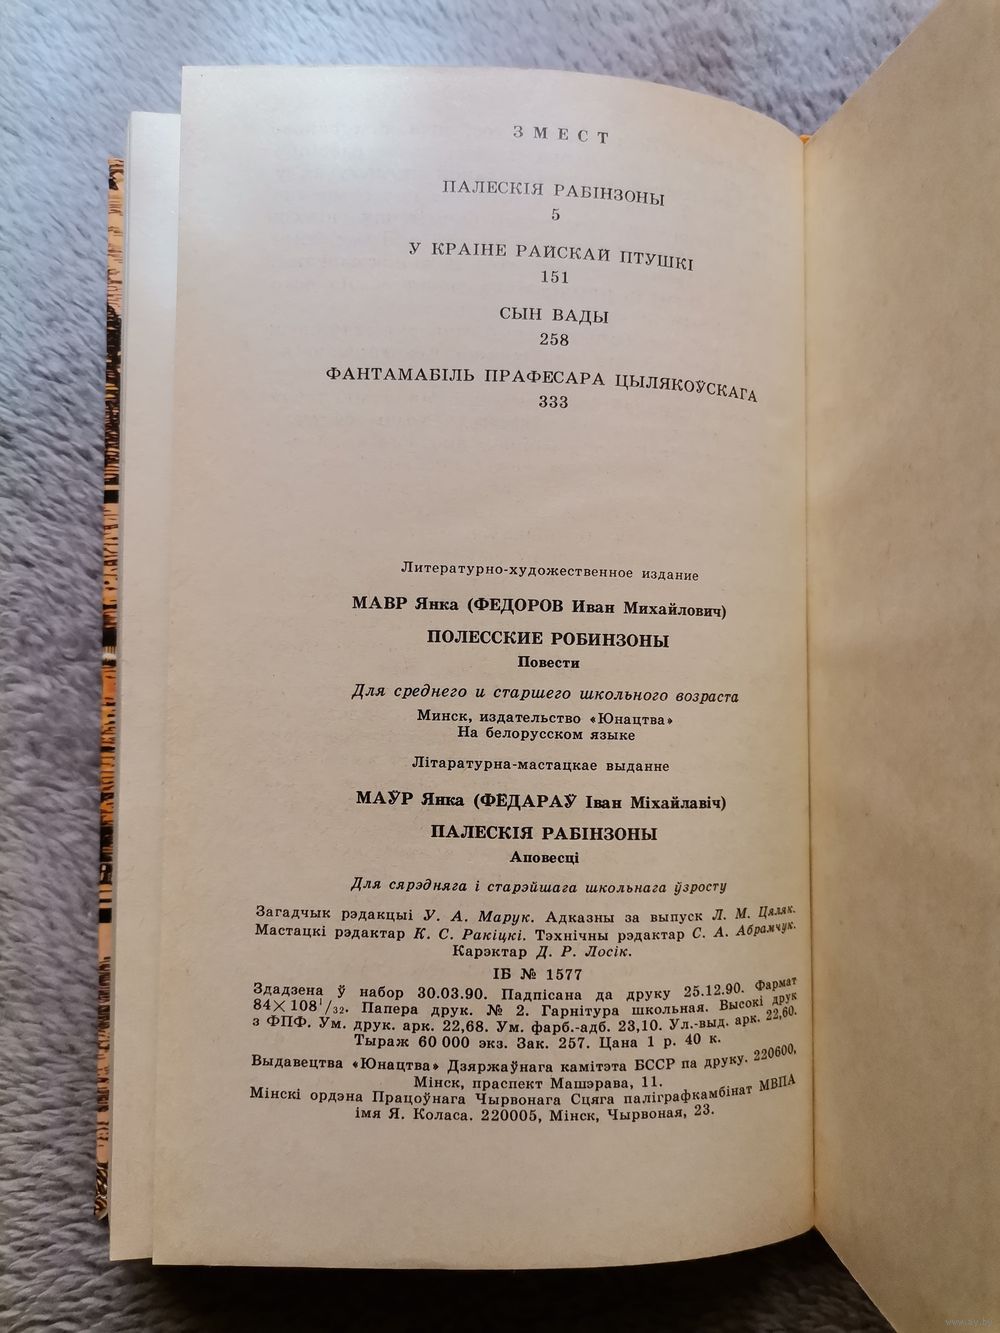 ЗМЕСТ
ПАЛЕСКІЯ РАБІНЗОНЫ
5
У КРАІНЕ РАЙСКАЙ ПТУШКІ
151
СЫН ВАДЫ
258
ФАНТАМАБІЛЬ ПРАФЕСАРА ЦЫЛЯКОЎСКАГА
333
Литературно-художественное издание
МАВР Янка (ФЕДОРОВ Иван Михайлович)
ПОЛЕССКИЕ РОБИНЗОНЫ
Повести
Для среднего и старшего школьного возраста
Минск, издательство «Юнацтва»
На белорусском языке
Літаратурна-мастацкае выданне
МАЎР Янка (ФЁДАРАЎ Іван Міхайлавіч)
ПАЛЕСКІЯ РАБІНЗОНЫ
Аповесці
Для сярэдняга і старэйшага школьнага ўзросту
Загадчык рэдакцыі У. А. Марук. Адказны за выпуск Л. М. Цяляк.
Мастацкі рэдактар К. С. Ракіцкі. Тэхнічны рэдактар С. А. Абрамчук.
Карэктар Д. Р. Лосік.
ІБ № 1577
Здадзена ў набор 30.03.90. Падпісана да друку 25.12.90. Фармат
84×108¹/₃₂. Папера друк. № 2. Гарнітура школьная. Высокі друк
з ФПФ. Ум. друк. арк. 22,68. Ум. фарб.-адб. 23,10. Ул.-выд. арк. 22,60.
Тыраж 60 000 экз. Зак. 257. Цана 1 р. 40 к.
Выдавецтва «Юнацтва» Дзяржаўнага камітэта БССР па друку. 220600,
Мінск, праспект Машэрава, 11.
Мінскі ордэна Працоўнага Чырвонага Сцяга паліграфкамбінат МВПА
імя Я. Коласа. 220005, Мінск, Чырвоная, 23.
www.ay.by